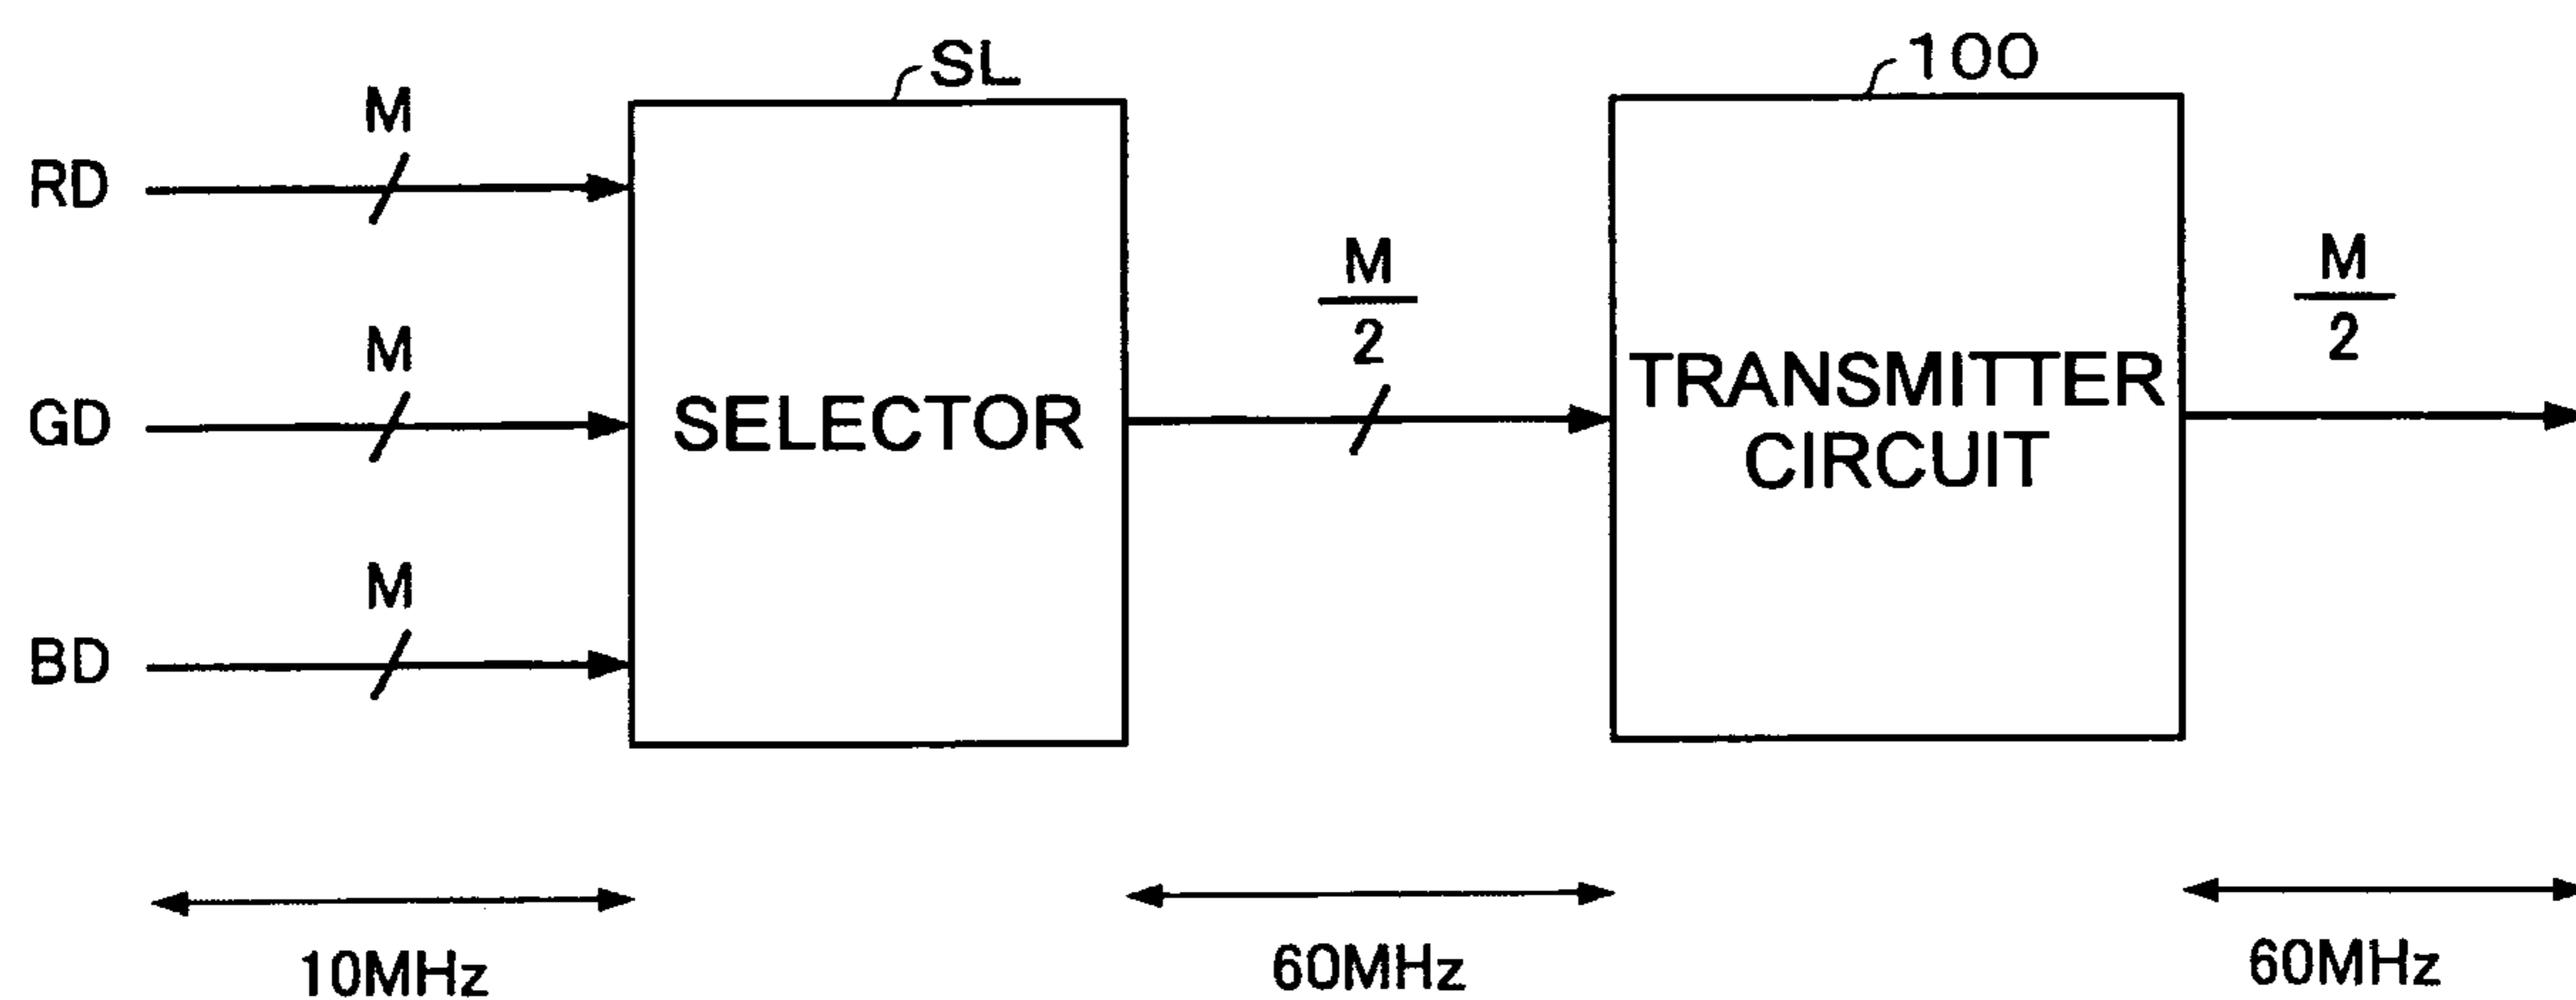 SL
100
M
RD
M
GD
M
BD
SELECTOR
M
2
TRANSMITTER
CIRCUIT
M
2
10MHz
60MHz
60MHz